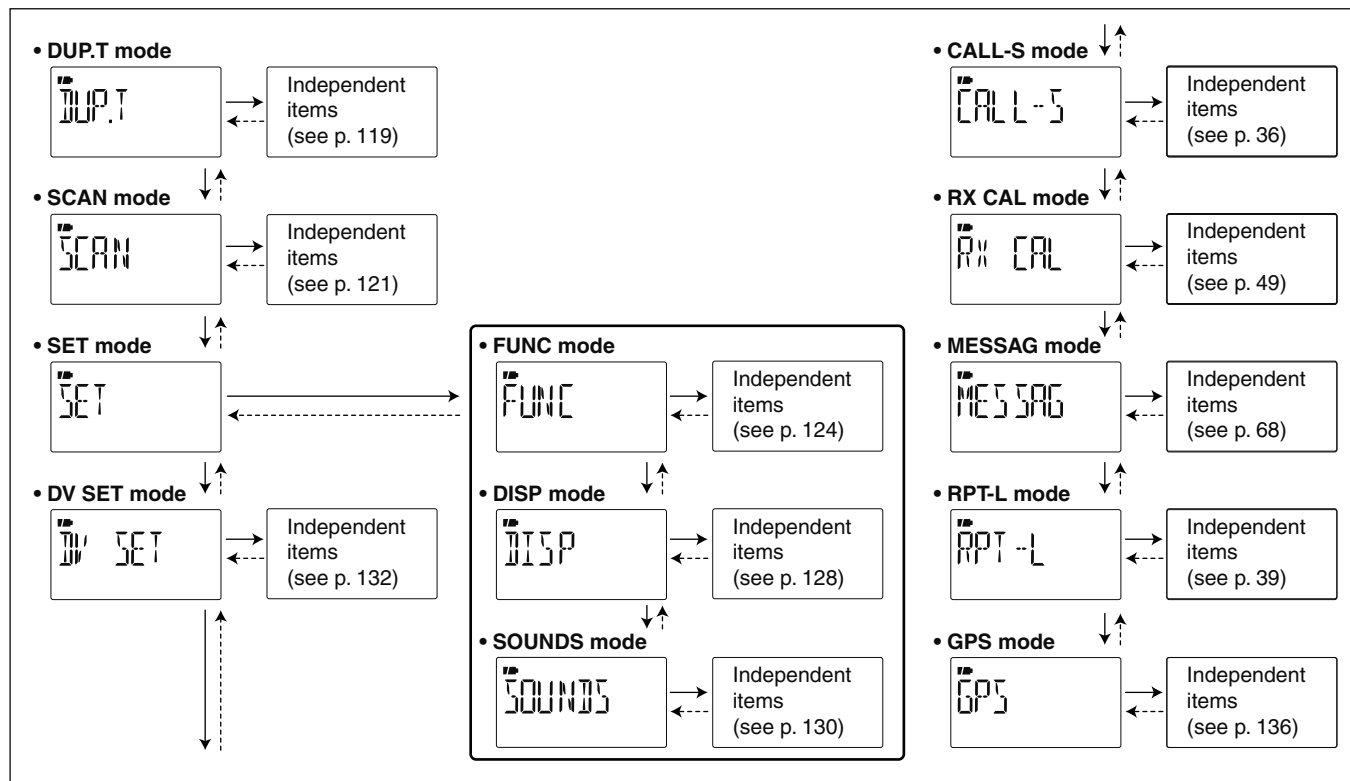 • DUP.T mode
DUP.T
Independent
items
(see p. 119)
• SCAN mode
SCAN
Independent
items
(see p. 121)
• SET mode
SET
• DV SET mode
DV SET
Independent
items
(see p. 132)
• FUNC mode
FUNC
Independent
items
(see p. 124)
• DISP mode
DISP
Independent
items
(see p. 128)
• SOUNDS mode
SOUNDS
Independent
items
(see p. 130)
• CALL-S mode
CALL-S
Independent
items
(see p. 36)
• RX CAL mode
RX CAL
Independent
items
(see p. 49)
• MESSAG mode
MESSAG
Independent
items
(see p. 68)
• RPT-L mode
RPT-L
Independent
items
(see p. 39)
• GPS mode
GPS
Independent
items
(see p. 136)